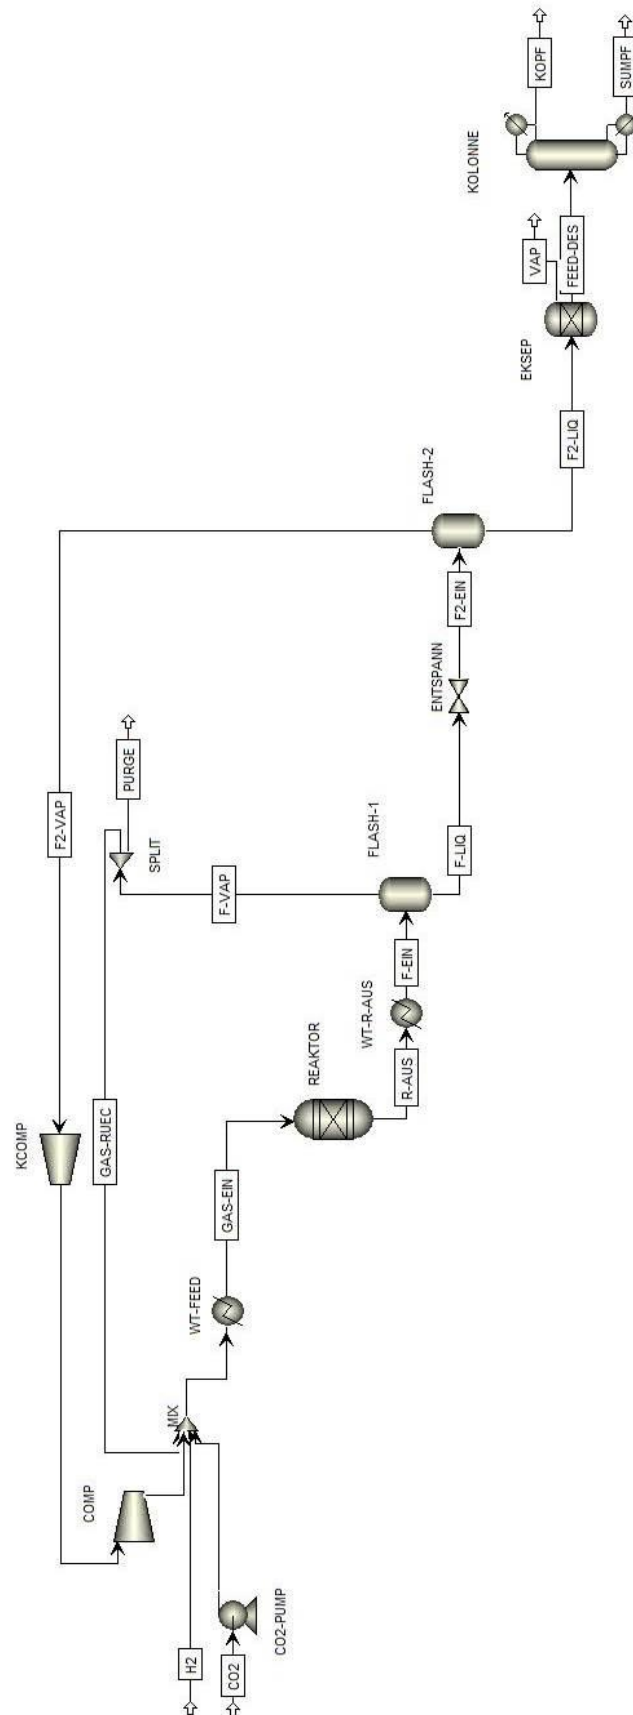 H2
CO2
CO2-PUMP
COMP
MIX
WT-FEED
GAS-EIN
KCOMP
GAS-RUEC
REAKTOR
R-AUS
WT-R-AUS
F-EIN
FLASH-1
F-VAP
F-LIQ
SPLIT
PURGE
F2-VAP
ENTSPANN
F2-EIN
FLASH-2
F2-LIQ
EKSEP
VAP
FEED-DES
KOLONNE
KOPF
SUMPF